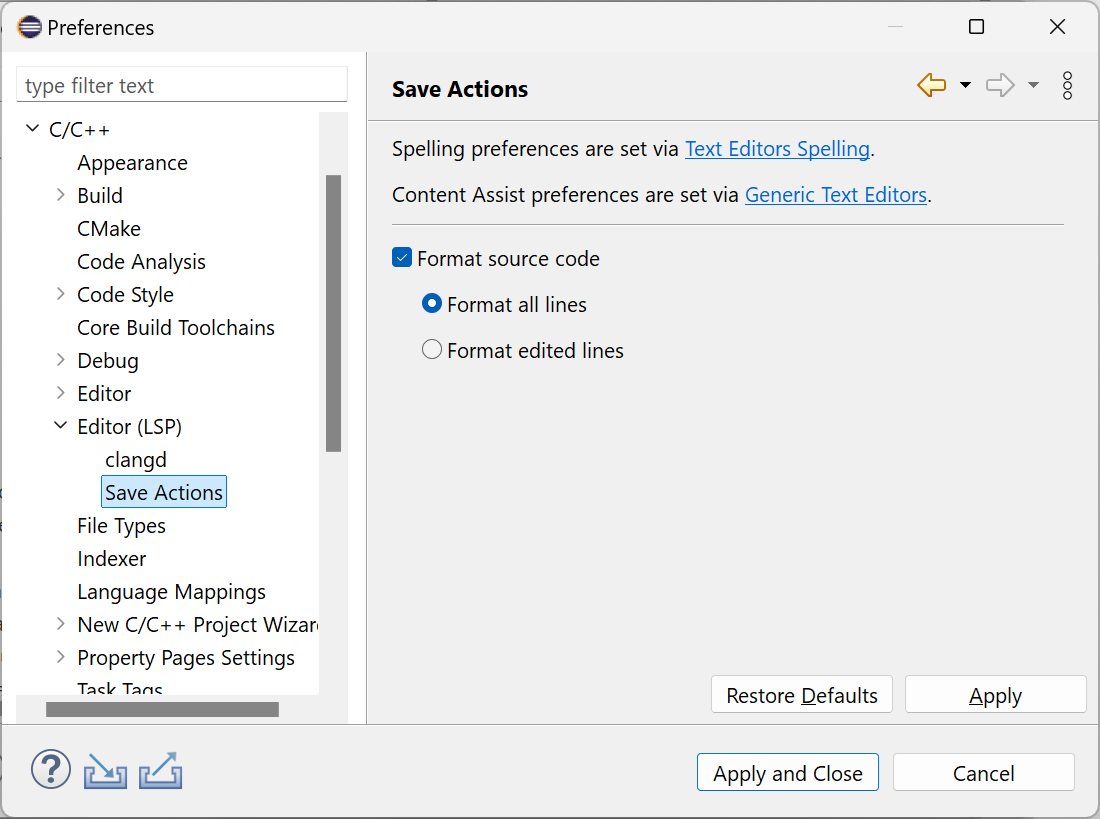 Preferences
type filter text
C/C++
Appearance
Build
CMake
Code Analysis
Code Style
Core Build Toolchains
Debug
Editor
Editor (LSP)
clangd
Save Actions
File Types
Indexer
Language Mappings
New C/C++ Project Wizar
Property Pages Settings
Task Tags
Save Actions
Spelling preferences are set via Text Editors Spelling.
Content Assist preferences are set via Generic Text Editors.
Format source code
Format all lines
Format edited lines
Restore Defaults
Apply
Apply and Close
Cancel